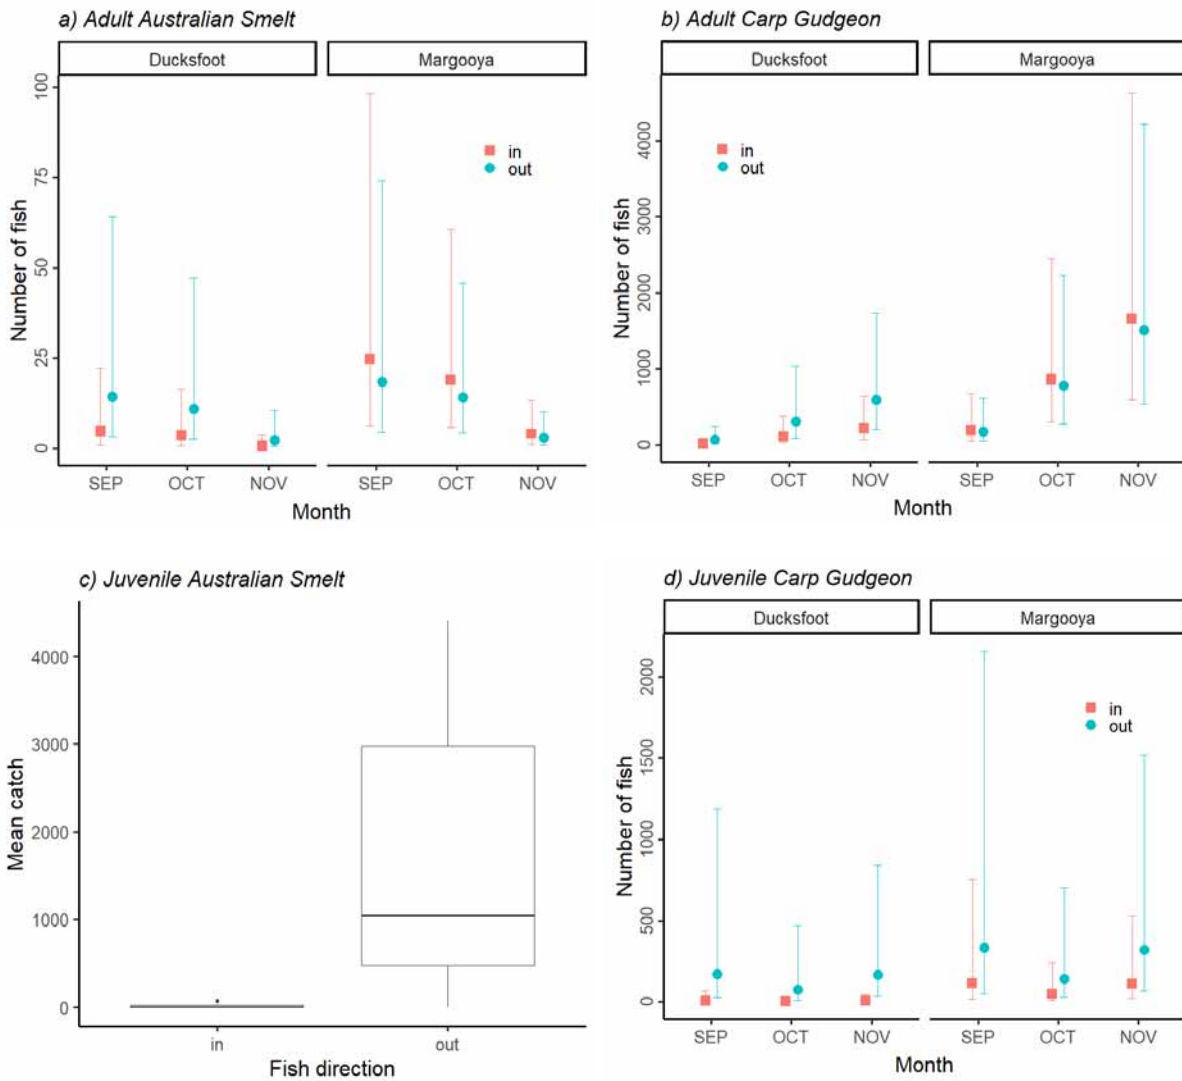 a) Adult Australian Smelt
Ducksfoot
Margooya
100
75
50
25
0
Number of fish
in
out
SEP OCT NOV
SEP OCT NOV
Month
b) Adult Carp Gudgeon
Ducksfoot
Margooya
4000
3000
2000
1000
0
Number of fish
in
out
SEP OCT NOV
SEP OCT NOV
Month
c) Juvenile Australian Smelt
4000
3000
2000
1000
0
Mean catch
in out
Fish direction
d) Juvenile Carp Gudgeon
Ducksfoot
Margooya
2000
1500
1000
500
0
Number of fish
in
out
SEP OCT NOV
SEP OCT NOV
Month